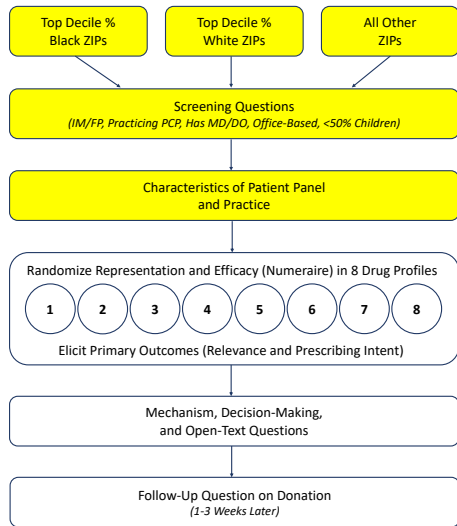 Top Decile %
Black ZIPs
Top Decile %
White ZIPs
All Other
ZIPs
Screening Questions
(IM/FP, Practicing PCP, Has MD/DO, Office-Based, <50% Children)
Characteristics of Patient Panel
and Practice
Randomize Representation and Efficacy (Numeraire) in 8 Drug Profiles
1 2 3 4 5 6 7 8
Elicit Primary Outcomes (Relevance and Prescribing Intent)
Mechanism, Decision-Making,
and Open-Text Questions
Follow-Up Question on Donation
(1-3 Weeks Later)